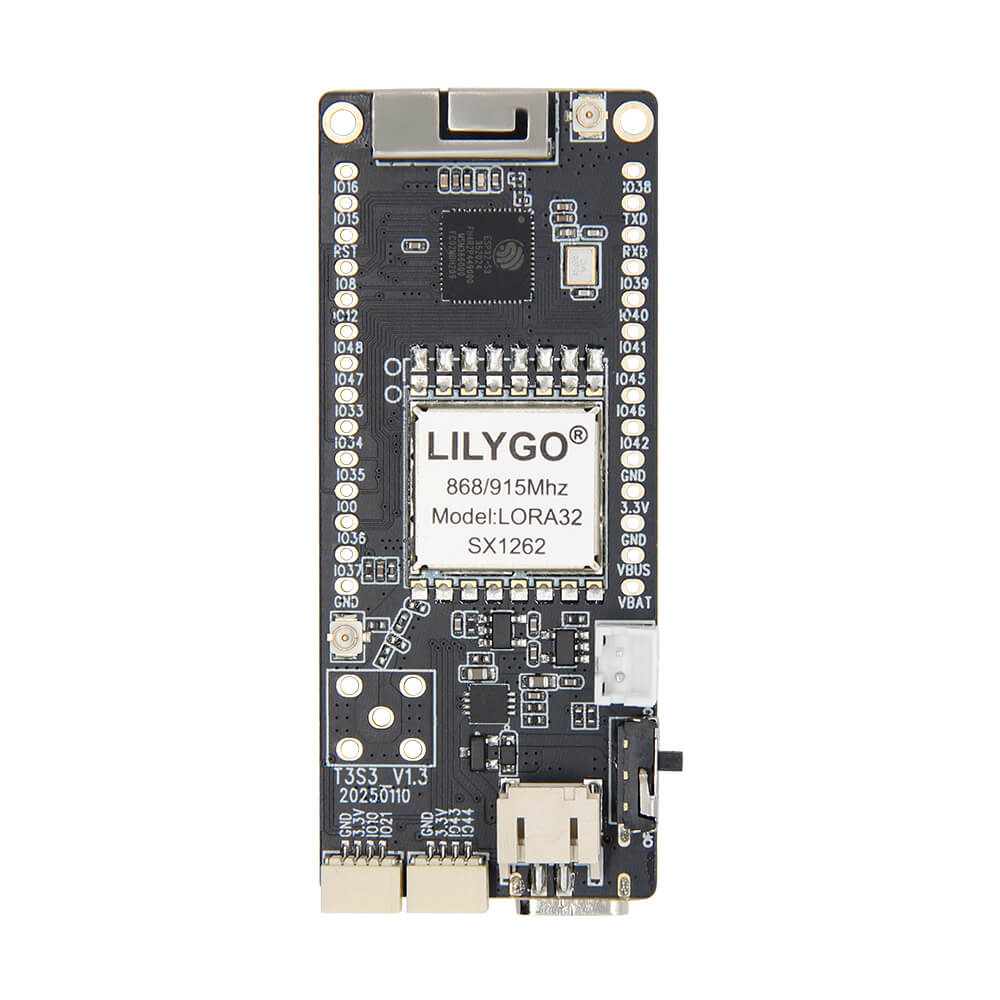 IO16
IO15
RST
IO8
IO12
IO48
IO47
IO33
IO34
IO35
IO0
IO36
IO37
GND
IO38
TXD
RXD
IO39
IO40
IO41
IO45
IO46
IO42
GND
3.3V
GND
VBUS
VBAT
ESP32-S3
LILYGO®
868/915Mhz
Model:LORA32
SX1262
T3S3_V1.3
20250110
GND
3.3V
IO10
IO21
GND
3.3V
IO43
IO44